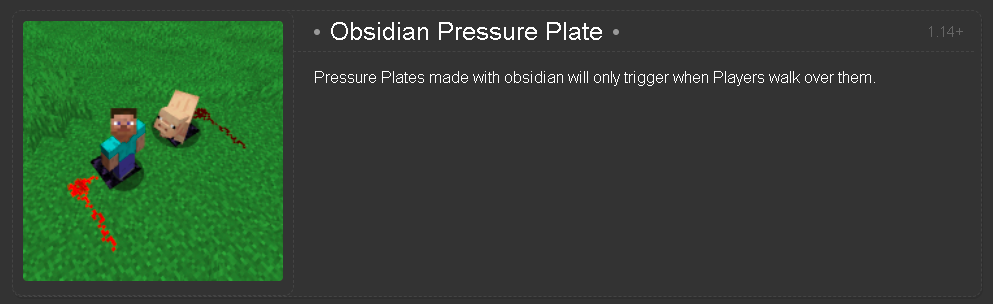 • Obsidian Pressure Plate •
1.14+
Pressure Plates made with obsidian will only trigger when Players walk over them.